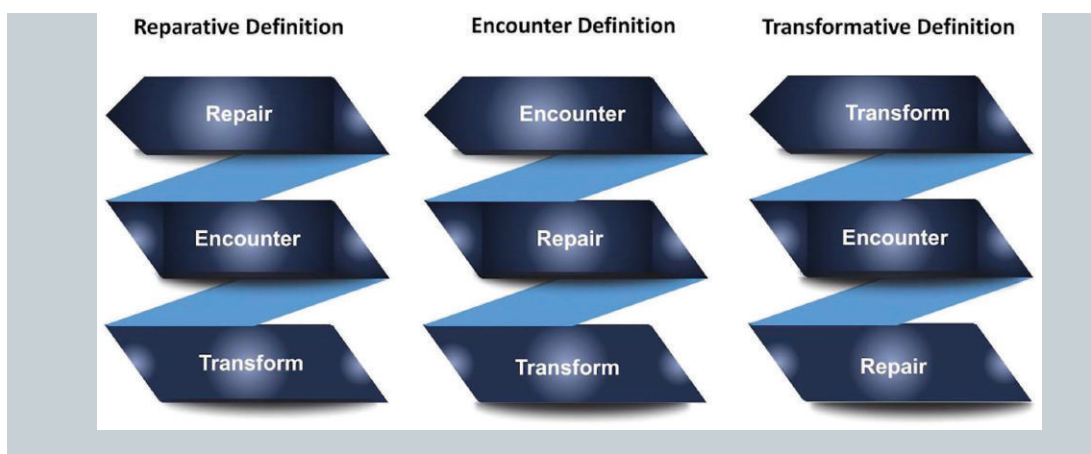 Reparative Definition
Encounter Definition
Transformative Definition
Repair
Encounter
Transform
Encounter
Repair
Encounter
Transform
Transform
Repair